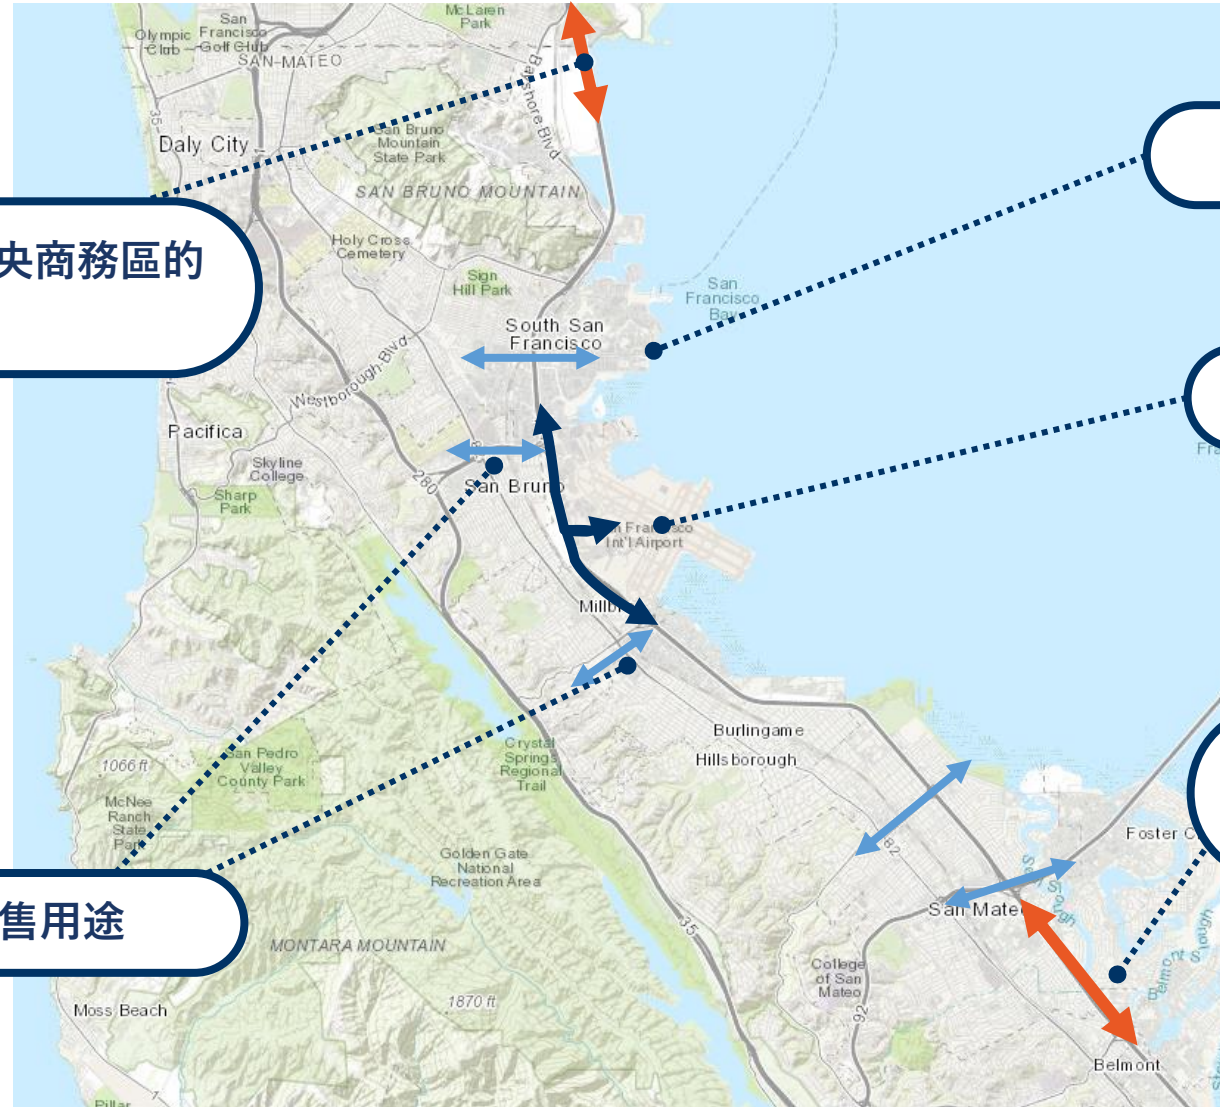 McLaren
Park
San
Francisco
Golf Club
Olympic
Club
SAN MATEO
Bayshore Blvd
35
Daly City
San Bruno
Mountain
State Park
SAN BRUNO MOUNTAIN
央商務區的
Holy Cross
Cemetery
Sign
Hill Park
San
Francisco
Bay
South San
Francisco
Westborough Blvd
Pacifica
Skyline
College
280
Sharp
Park
San Bruno
Int'l Airport
Burlingame
Hillsborough
Crystal
Springs
Regional
Trail
San Pedro
Valley
County Park
1066 ft
McNee
Ranch
State
Park
82
Foster C
Golden Gate
National
Recreation Area
售用途
San Mateo
35
MONTARA MOUNTAIN
College
of San
Mateo
1870 ft
92
Moss Beach
Belmont
Pillar